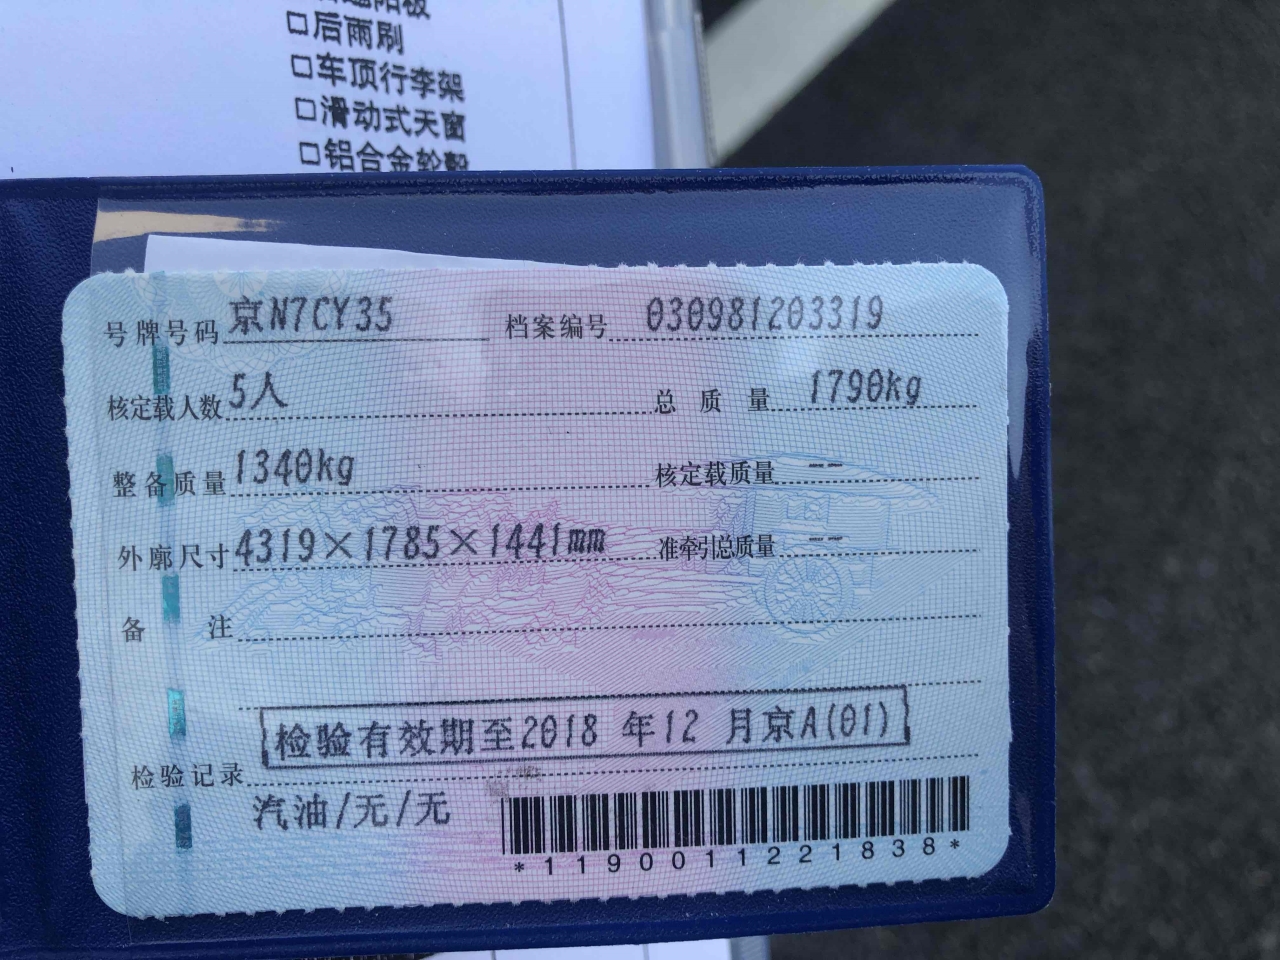 □后雨刷
□车顶行李架
□滑动式天窗
□铝合金轮毂
号牌号码 京N7CY35 档案编号 030981203319
核定载人数 5人 总质量 1790kg
整备质量 1340kg 核定载质量 --
外廓尺寸 4319×1785×1441mm 准牵引总质量 --
备注
检验有效期至2018 年12 月京A(01)
检验记录
汽油/无/无
*1190011221838*